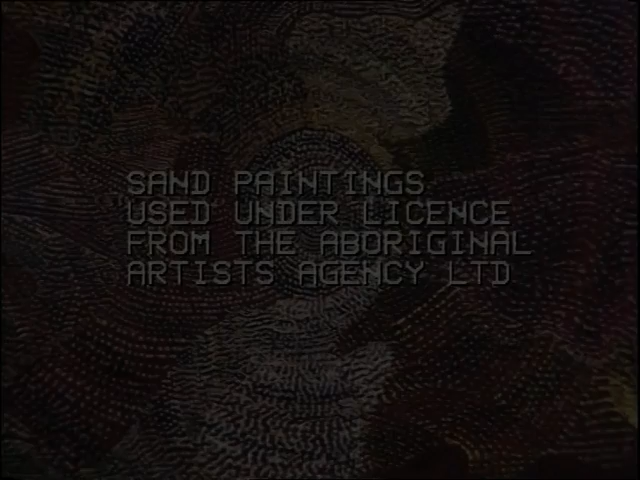 SAND PAINTINGS
USED UNDER LICENCE
FROM THE ABORIGINAL
ARTISTS AGENCY LTD